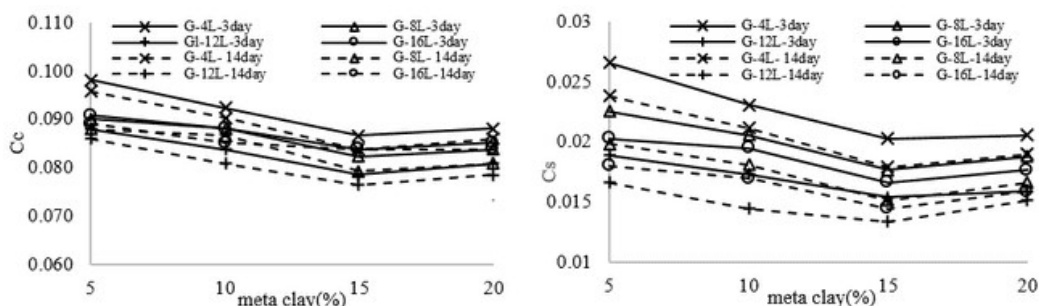 0.110
0.100
0.090
0.080
0.070
0.060
Cc
G-4L-3day G-8L-3day
Gl-12L-3day G-16L-3day
G-4L- 14day G-8L- 14day
G-12L-14day G-16L-14day
5 10 15 20
meta clay(%)
0.03
0.025
0.02
0.015
0.01
Cs
G-4L-3day G-8L-3day
G-12L-3day G-16L-3day
G-4L- 14day G-8L-14day
G-12L-14day G-16L-14day
5 10 15 20
meta clay(%)